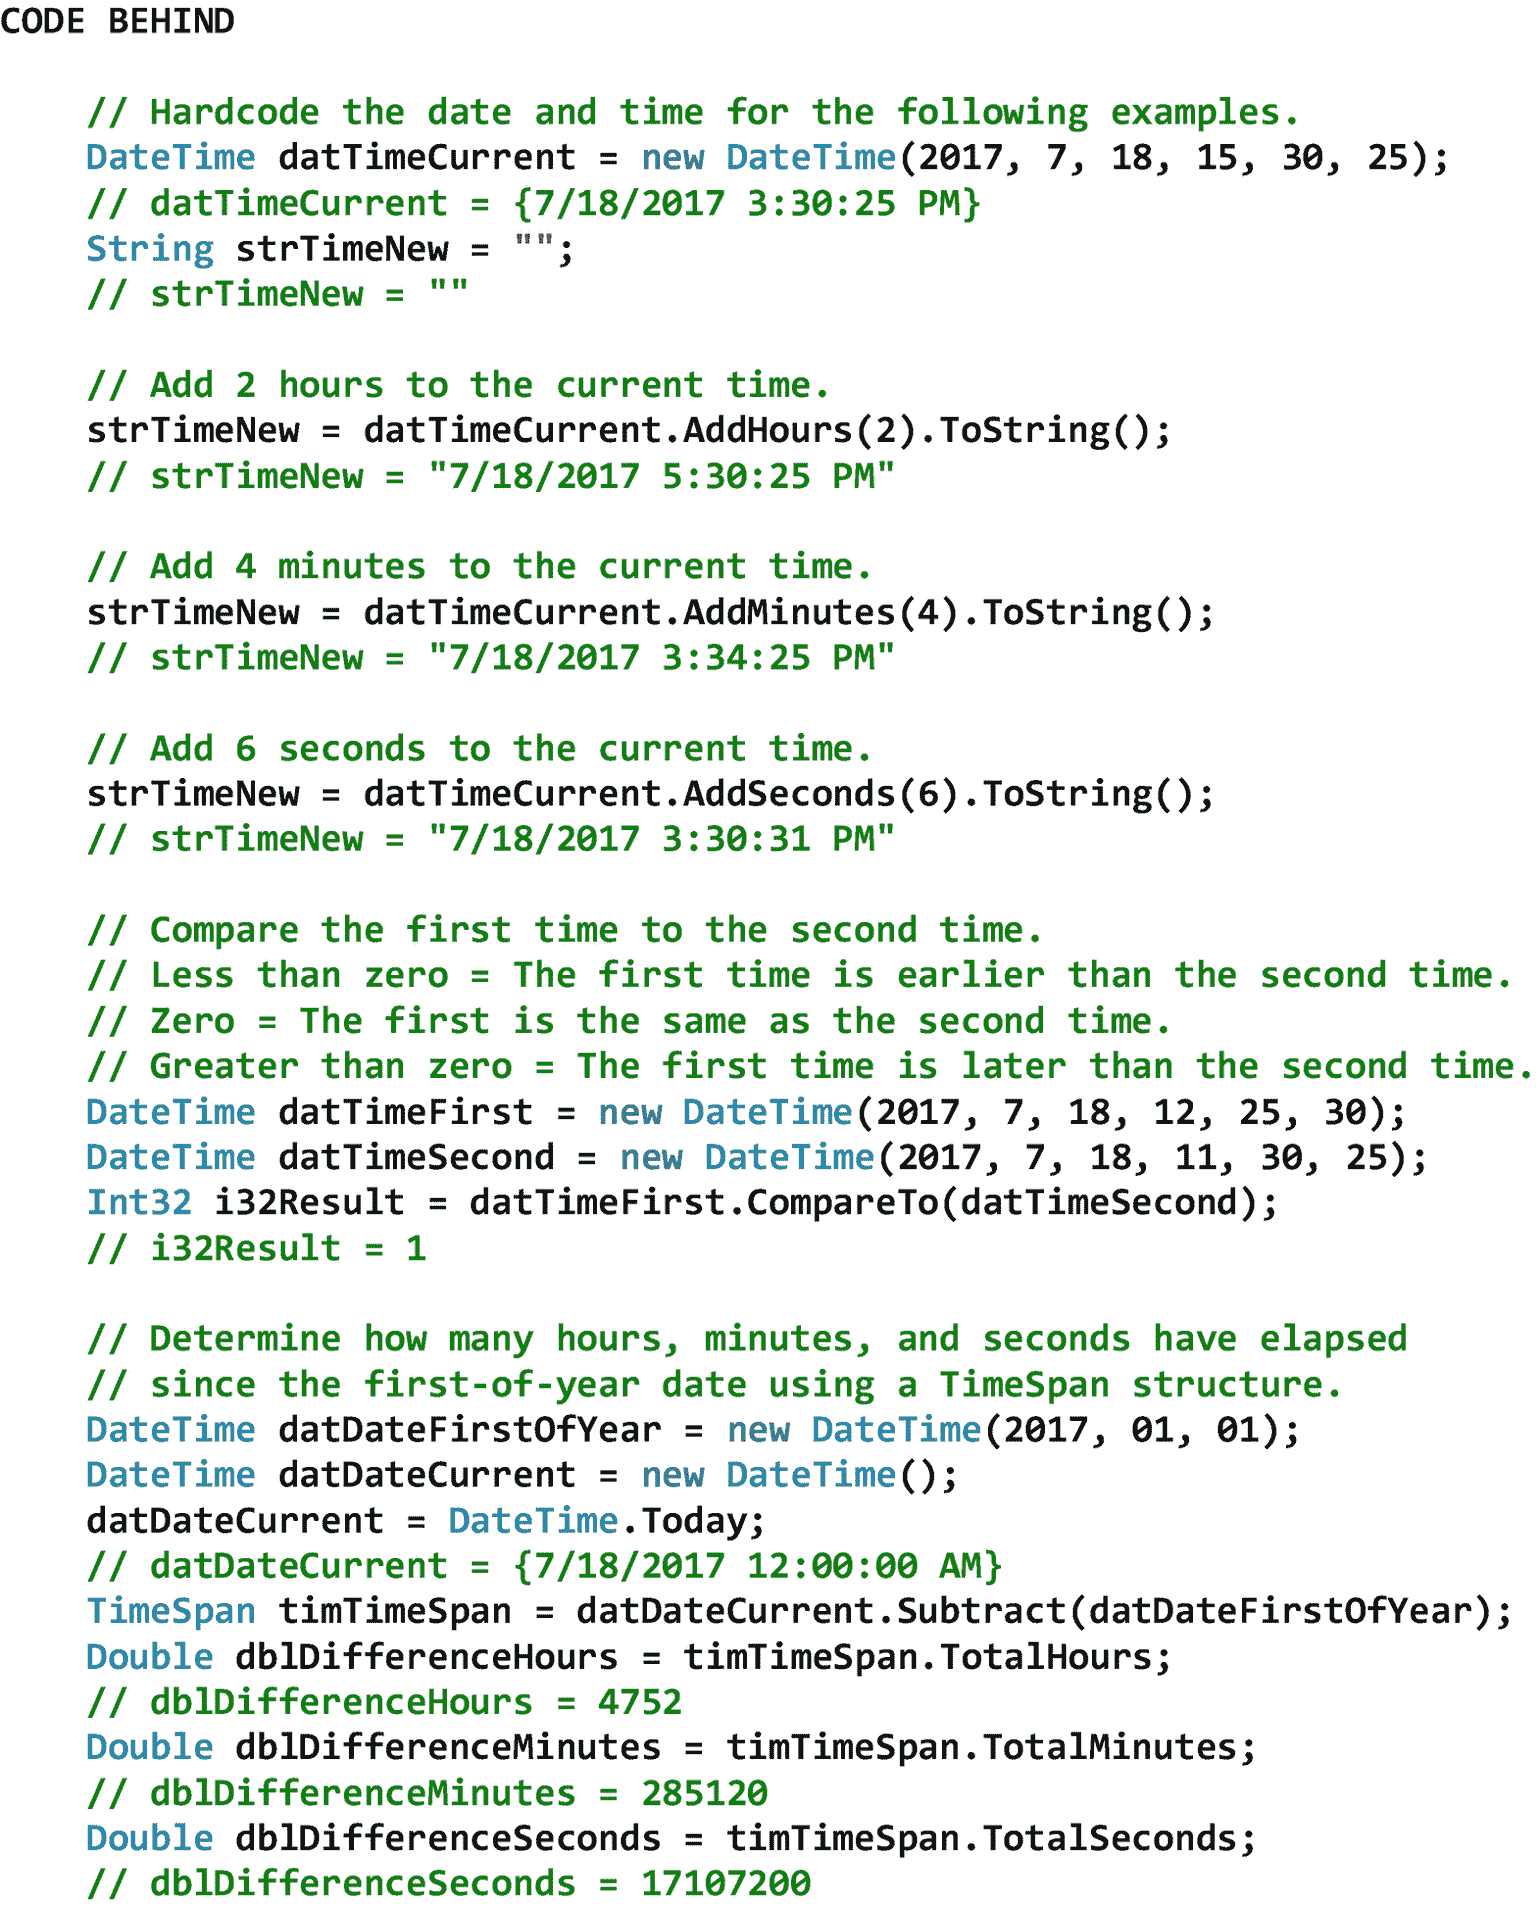 CODE BEHIND
// Hardcode the date and time for the following examples.
DateTime datTimeCurrent = new DateTime(2017, 7, 18, 15, 30, 25);
// datTimeCurrent = {7/18/2017 3:30:25 PM}
String strTimeNew = "";
// strTimeNew = ""
// Add 2 hours to the current time.
strTimeNew = datTimeCurrent.AddHours(2).ToString();
// strTimeNew = "7/18/2017 5:30:25 PM"
// Add 4 minutes to the current time.
strTimeNew = datTimeCurrent.AddMinutes(4).ToString();
// strTimeNew = "7/18/2017 3:34:25 PM"
// Add 6 seconds to the current time.
strTimeNew = datTimeCurrent.AddSeconds(6).ToString();
// strTimeNew = "7/18/2017 3:30:31 PM"
// Compare the first time to the second time.
// Less than zero = The first time is earlier than the second time.
// Zero = The first is the same as the second time.
// Greater than zero = The first time is later than the second time.
DateTime datTimeFirst = new DateTime(2017, 7, 18, 12, 25, 30);
DateTime datTimeSecond = new DateTime(2017, 7, 18, 11, 30, 25);
Int32 i32Result = datTimeFirst.CompareTo(datTimeSecond);
// i32Result = 1
// Determine how many hours, minutes, and seconds have elapsed
// since the first-of-year date using a TimeSpan structure.
DateTime datDateFirstOfYear = new DateTime(2017, 01, 01);
DateTime datDateCurrent = new DateTime();
datDateCurrent = DateTime.Today;
// datDateCurrent = {7/18/2017 12:00:00 AM}
TimeSpan timTimeSpan = datDateCurrent.Subtract(datDateFirstOfYear);
Double dblDifferenceHours = timTimeSpan.TotalHours;
// dblDifferenceHours = 4752
Double dblDifferenceMinutes = timTimeSpan.TotalMinutes;
// dblDifferenceMinutes = 285120
Double dblDifferenceSeconds = timTimeSpan.TotalSeconds;
// dblDifferenceSeconds = 17107200